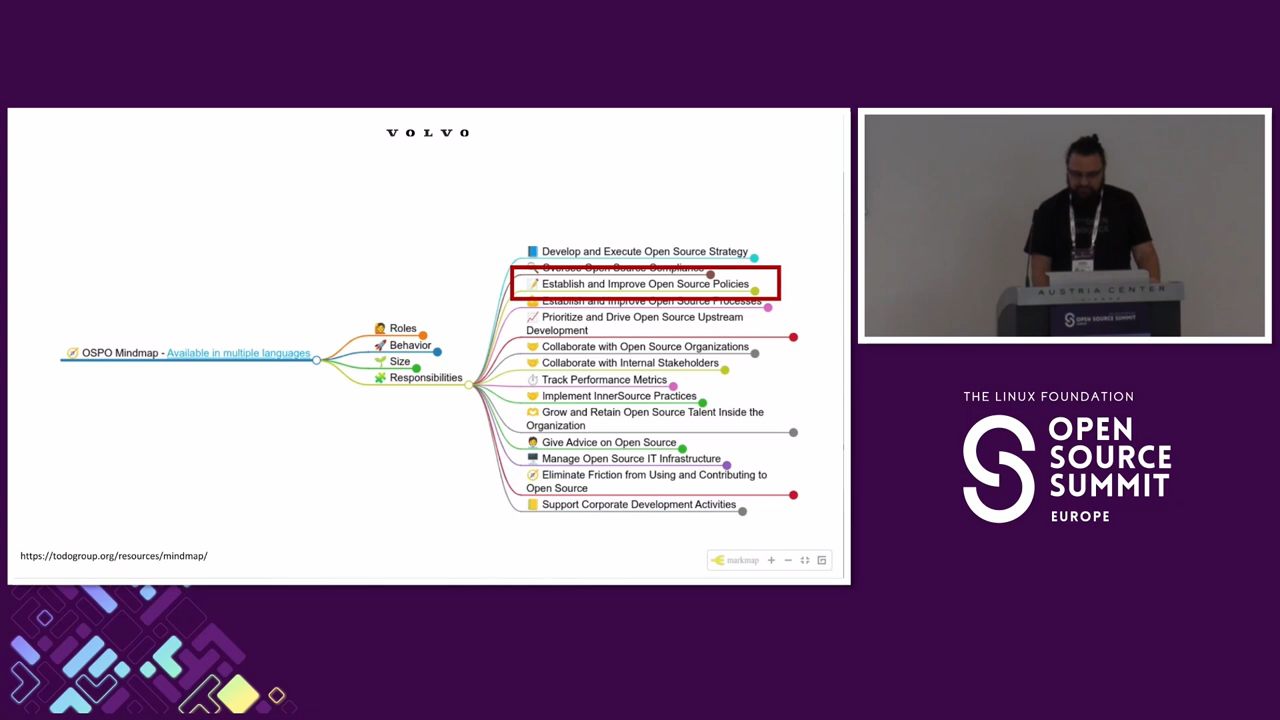 VOLVO
📘 Develop and Execute Open Source Strategy
🔍 Oversee Open Source Compliance
📝 Establish and Improve Open Source Policies
Establish and Improve Open Source Processes
📈 Prioritize and Drive Open Source Upstream
Development
🤝 Collaborate with Open Source Organizations
🤝 Collaborate with Internal Stakeholders
⏱️ Track Performance Metrics
🤝 Implement InnerSource Practices
🫶 Grow and Retain Open Source Talent Inside the
Organization
Give Advice on Open Source
🖥️ Manage Open Source IT Infrastructure
🧭 Eliminate Friction from Using and Contributing to
Open Source
📒 Support Corporate Development Activities
🙋 Roles
🚀 Behavior
🌱 Size
🧩 Responsibilities
🧭 OSPO Mindmap - Available in multiple languages
https://todogroup.org/resources/mindmap/
markmap
AUSTRIA CENTER
OPEN SOURCE SUMMIT
THE LINUX FOUNDATION
OPEN
SOURCE
SUMMIT
EUROPE